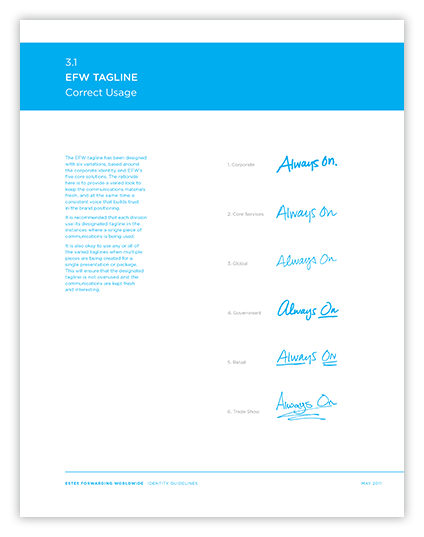 3.1
EFW TAGLINE
Correct Usage
The EFW tagline has been designed
with six variations, based around
the corporate identity and EFW's
five core solutions. The rationale
here is to provide a varied look to
keep the communications materials
fresh, and at the same time a
consistent voice that builds trust
in the brand positioning.
It is recommended that each division
use its designated tagline in the
instances where a single piece of
communications is being used.
It is also okay to use any or all of
the varied taglines when multiple
pieces are being created for a
single presentation or package.
This will ensure that the designated
tagline is not overused and the
communications are kept fresh
and interesting.
1. Corporate
Always On.
2. Core Services
Always On
3. Global
Always On
4. Government
Always On
5. Retail
Always On
6. Trade Show
Always On
ESTES FORWARDING WORLDWIDE IDENTITY GUIDELINES
MAY 2011